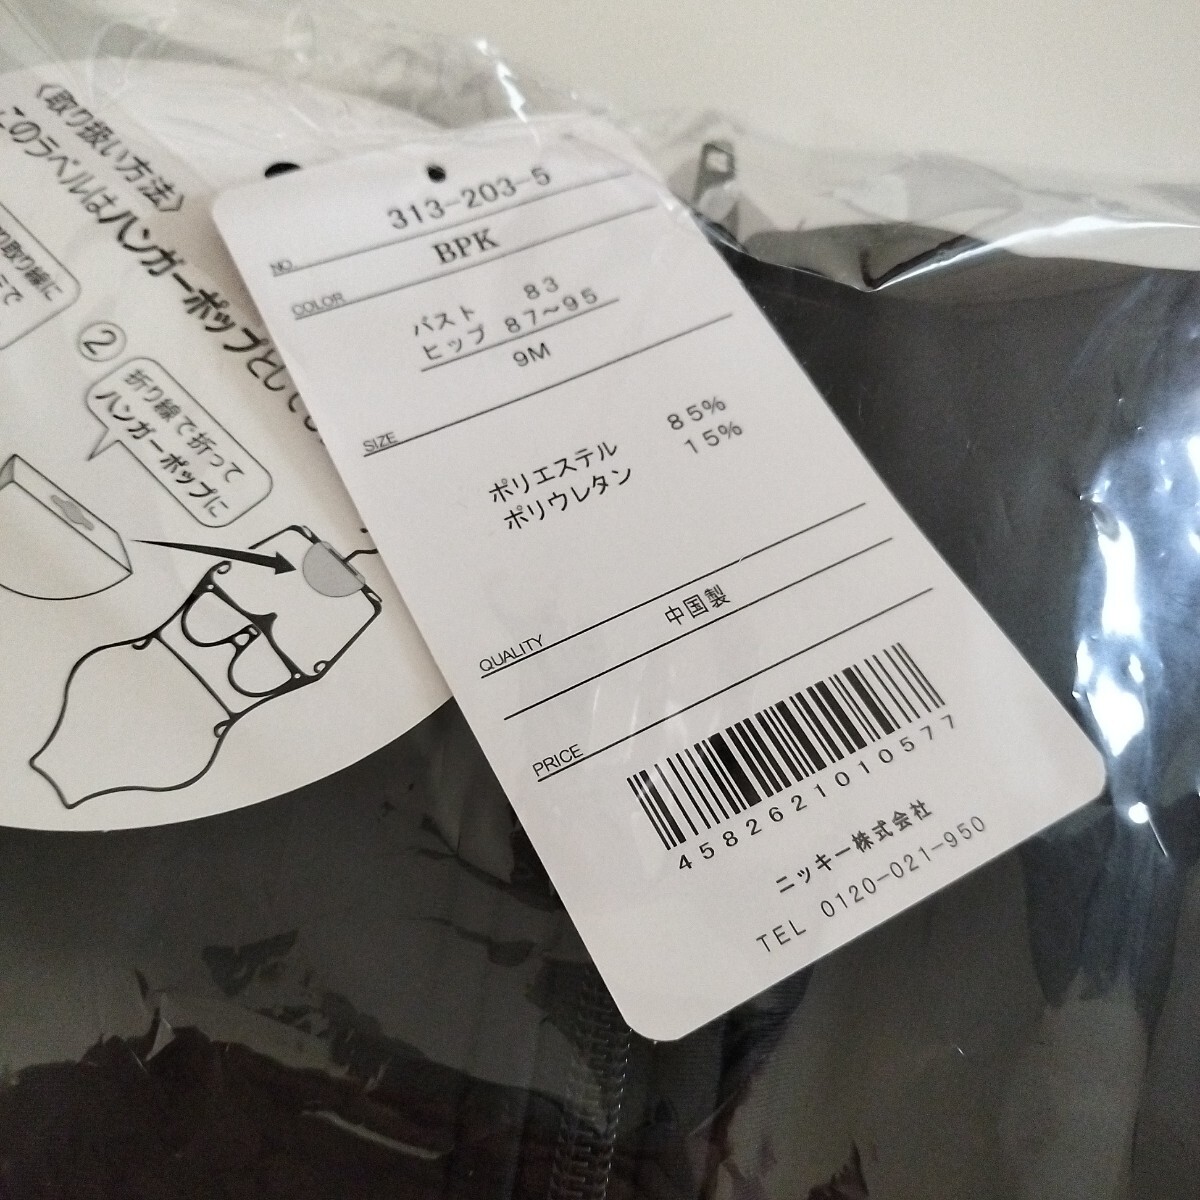 〈取り扱い方法〉
このラベルはハンガーポップとして
取線に
で
②
折り線で折って
ハンガーポップに
NO. 313-203-5
COLOR BPK
バスト 83
ヒップ 87〜95
9M
SIZE
ポリエステル 85%
ポリウレタン 15%
QUALITY
中国製
PRICE
4582621010577
ニッキー株式会社
TEL 0120-021-950